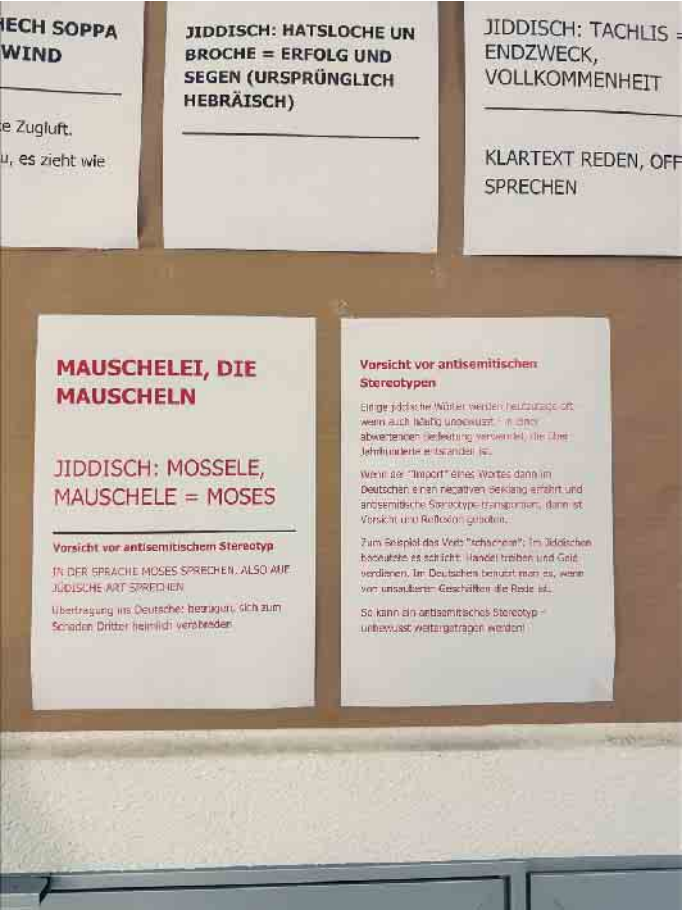 HECH SOPPA
WIND
e Zugluft.
u, es zieht wie
JIDDISCH: HATSLOCHE UN
BROCHE = ERFOLG UND
SEGEN (URSPRÜNGLICH
HEBRÄISCH)
JIDDISCH: TACHLIS =
ENDZWECK,
VOLLKOMMENHEIT
KLARTEXT REDEN, OFF
SPRECHEN
MAUSCHELEI, DIE
MAUSCHELN
JIDDISCH: MOSSELE,
MAUSCHELE = MOSES
Vorsicht vor antisemitischem Stereotyp
IN DER SPRACHE MOSES SPRECHEN, ALSO AUF
JÜDISCHE ART SPRECHEN
Übertragung ins Deutsche: betrügen, sich zum
Schaden Dritter heimlich verabreden
Vorsicht vor antisemitischen
Stereotypen
Einige jiddische Wörter werden heutzutage oft –
wenn auch häufig unbewusst – in einer
abwertenden Bedeutung verwendet, die über
Jahrhunderte entstanden ist.
Wenn der "Import" eines Wortes dann im
Deutschen einen negativen Beiklang erfährt und
antisemitische Stereotype transportiert, dann ist
Vorsicht und Reflexion geboten.
Zum Beispiel das Verb "schachern": Im Jiddischen
bedeutete es schlicht: Handel treiben und Geld
verdienen. Im Deutschen benutzt man es, wenn
von unsauberen Geschäften die Rede ist.
So kann ein antisemitisches Stereotyp –
unbewusst weitergetragen werden!